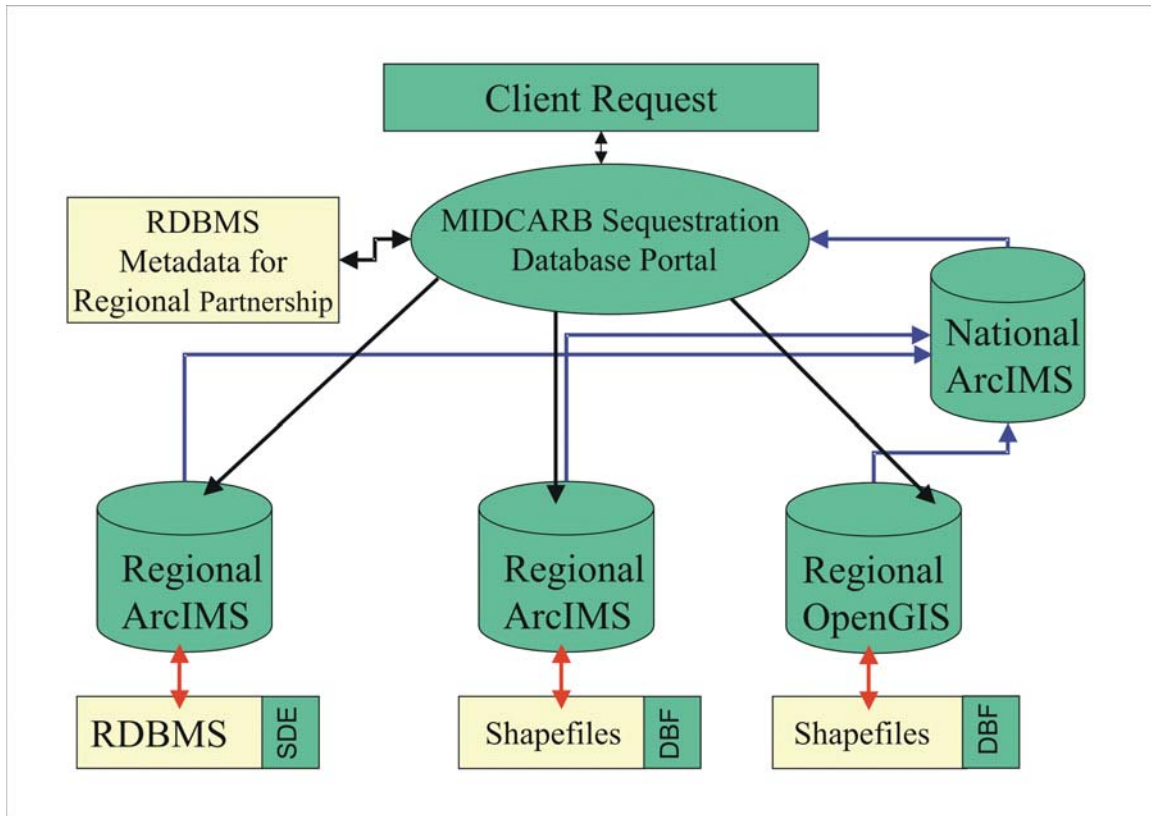 Client Request
MIDCARB Sequestration
Database Portal
RDBMS
Metadata for
Regional Partnership
National
ArcIMS
Regional
ArcIMS
Regional
ArcIMS
Regional
OpenGIS
RDBMS
SDE
Shapefiles
DBF
Shapefiles
DBF